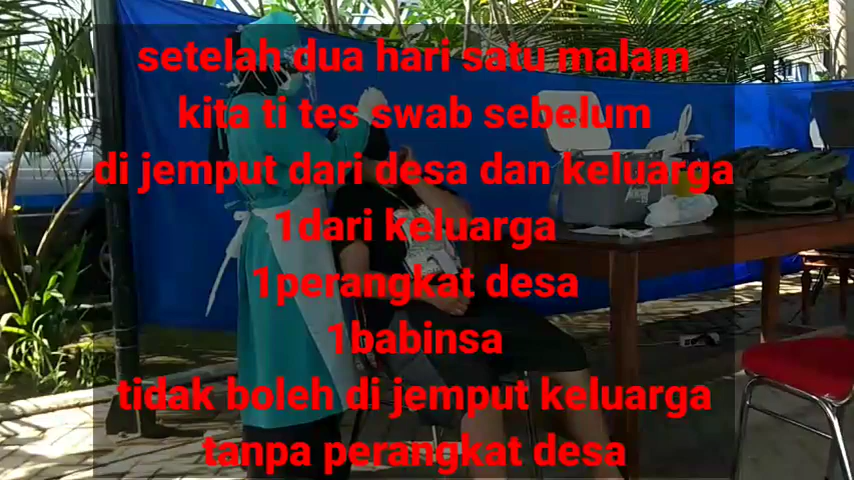 setelah dua hari satu malam
kita ti tes swab sebelum
di jemput dari desa dan keluarga
1dari keluarga
1perangkat desa
1babinsa
tidak boleh di jemput keluarga
tanpa perangkat desa